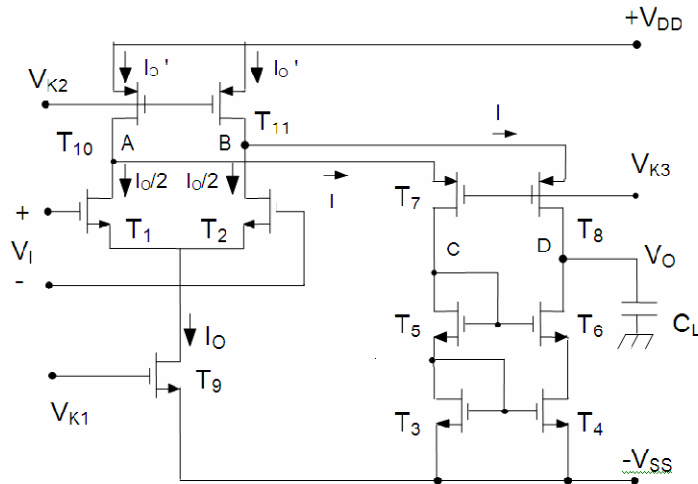 +VDD
IO' IO'
VK2
T10 A B T11 I
IO/2 IO/2
I
T7 T8 VK3
+
VI
-
T1 T2
C D VO
T5 T6 CL
IO
T9
VK1
T3 T4
-VSS